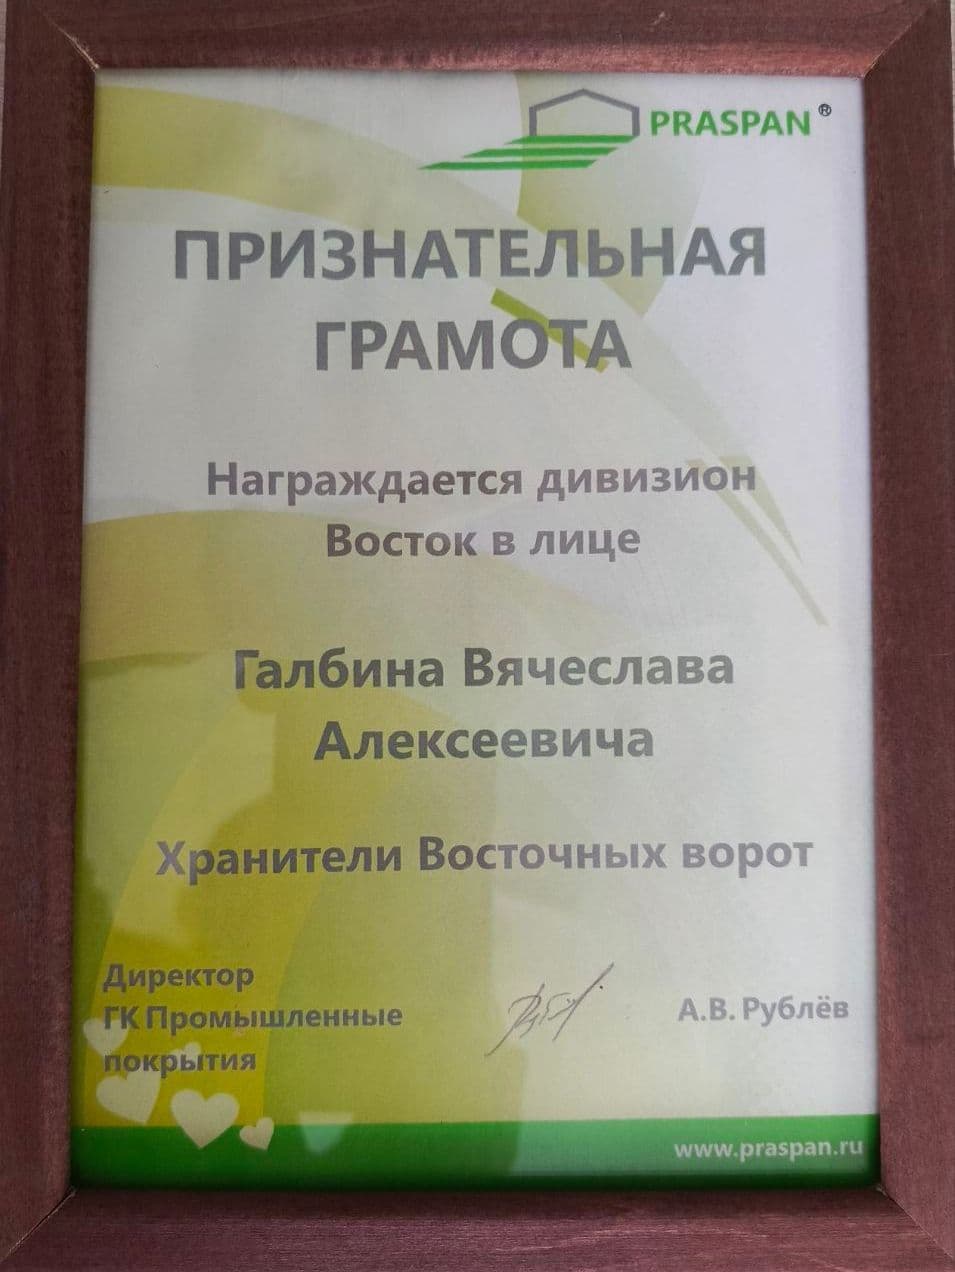 PRASPAN®
ПРИЗНАТЕЛЬНАЯ
ГРАМОТА
Награждается дивизион
Восток в лице
Галбина Вячеслава
Алексеевича
Хранители Восточных ворот
Директор
ГК Промышленные
покрытия
А.В. Рублёв
www.praspan.ru